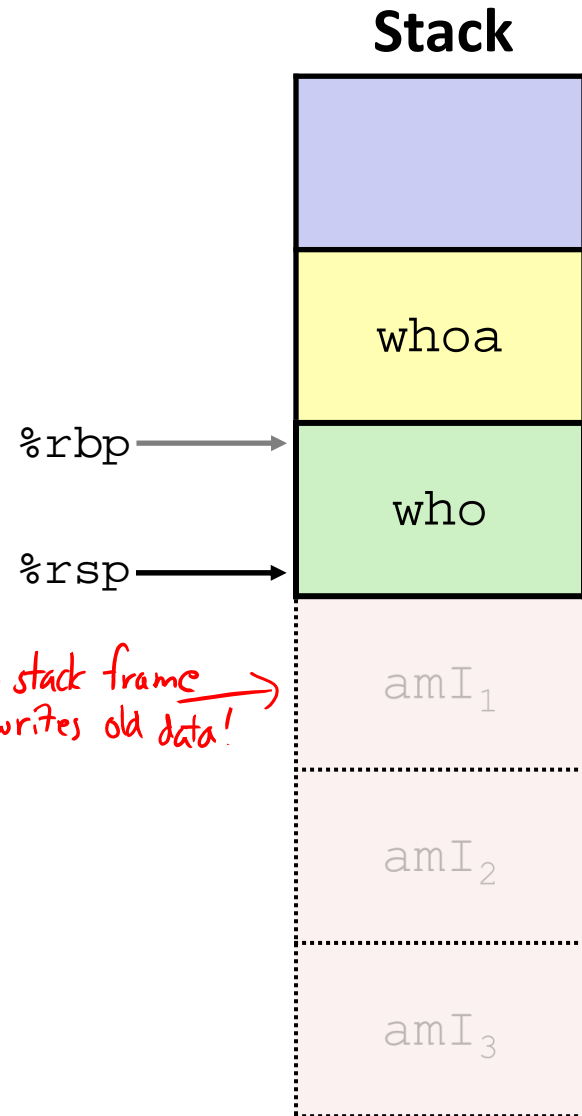 Stack
whoa
%rbp
who
%rsp
stack frame
writes old data!
amI₁
amI₂
amI₃